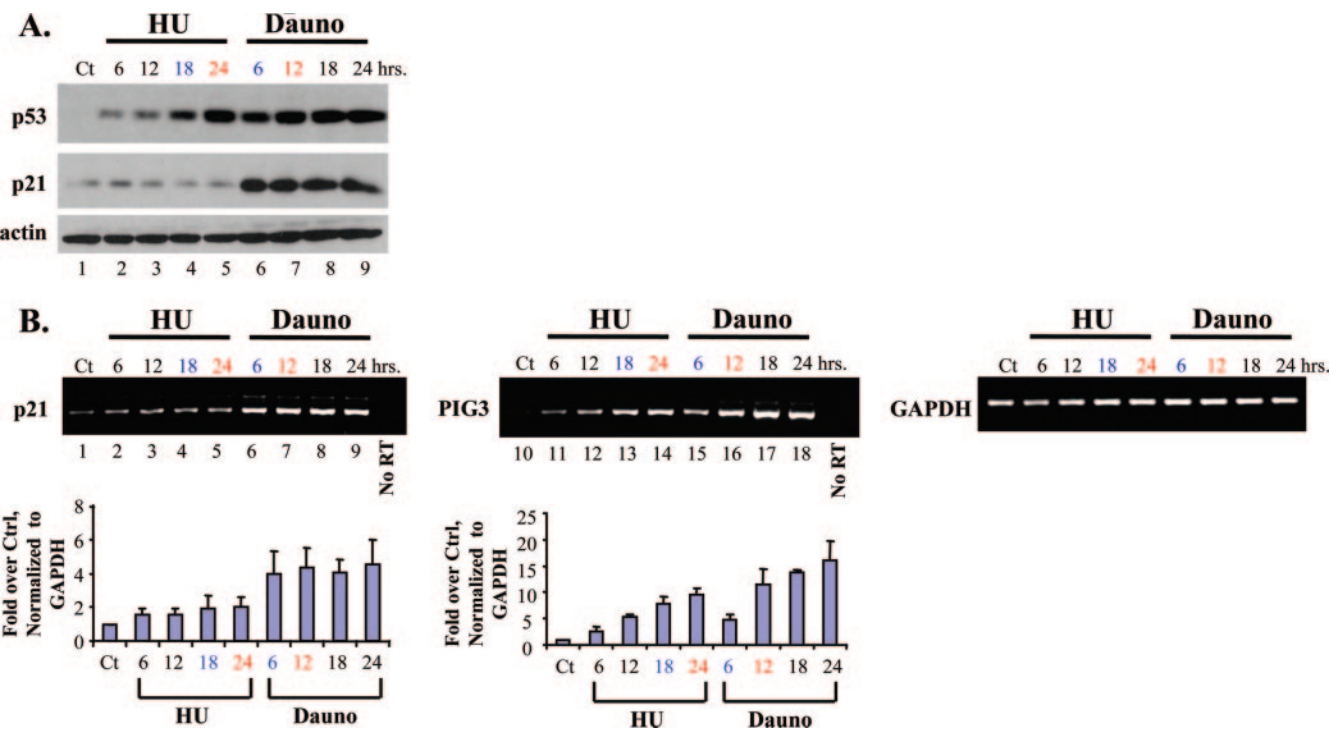 A.
HU Dauno
Ct 6 12 18 24 6 12 18 24 hrs.
p53
p21
actin
1 2 3 4 5 6 7 8 9
B.
HU Dauno
Ct 6 12 18 24 6 12 18 24 hrs.
p21
1 2 3 4 5 6 7 8 9 No RT
HU Dauno
Ct 6 12 18 24 6 12 18 24 hrs.
PIG3
10 11 12 13 14 15 16 17 18 No RT
HU Dauno
Ct 6 12 18 24 6 12 18 24 hrs.
GAPDH
Fold over Ctrl,
Normalized to
GAPDH
8
6
4
2
0
Ct 6 12 18 24 6 12 18 24
HU Dauno
Fold over Ctrl,
Normalized to
GAPDH
25
20
15
10
5
0
Ct 6 12 18 24 6 12 18 24
HU Dauno